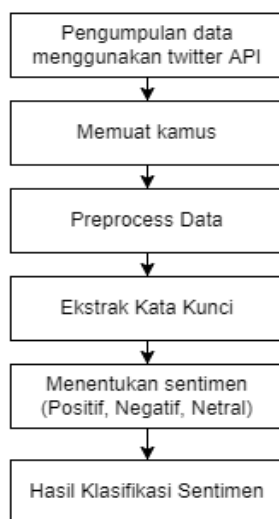 Pengumpulan data
menggunakan twitter API
Memuat kamus
Preprocess Data
Ekstrak Kata Kunci
Menentukan sentimen
(Positif, Negatif, Netral)
Hasil Klasifikasi Sentimen